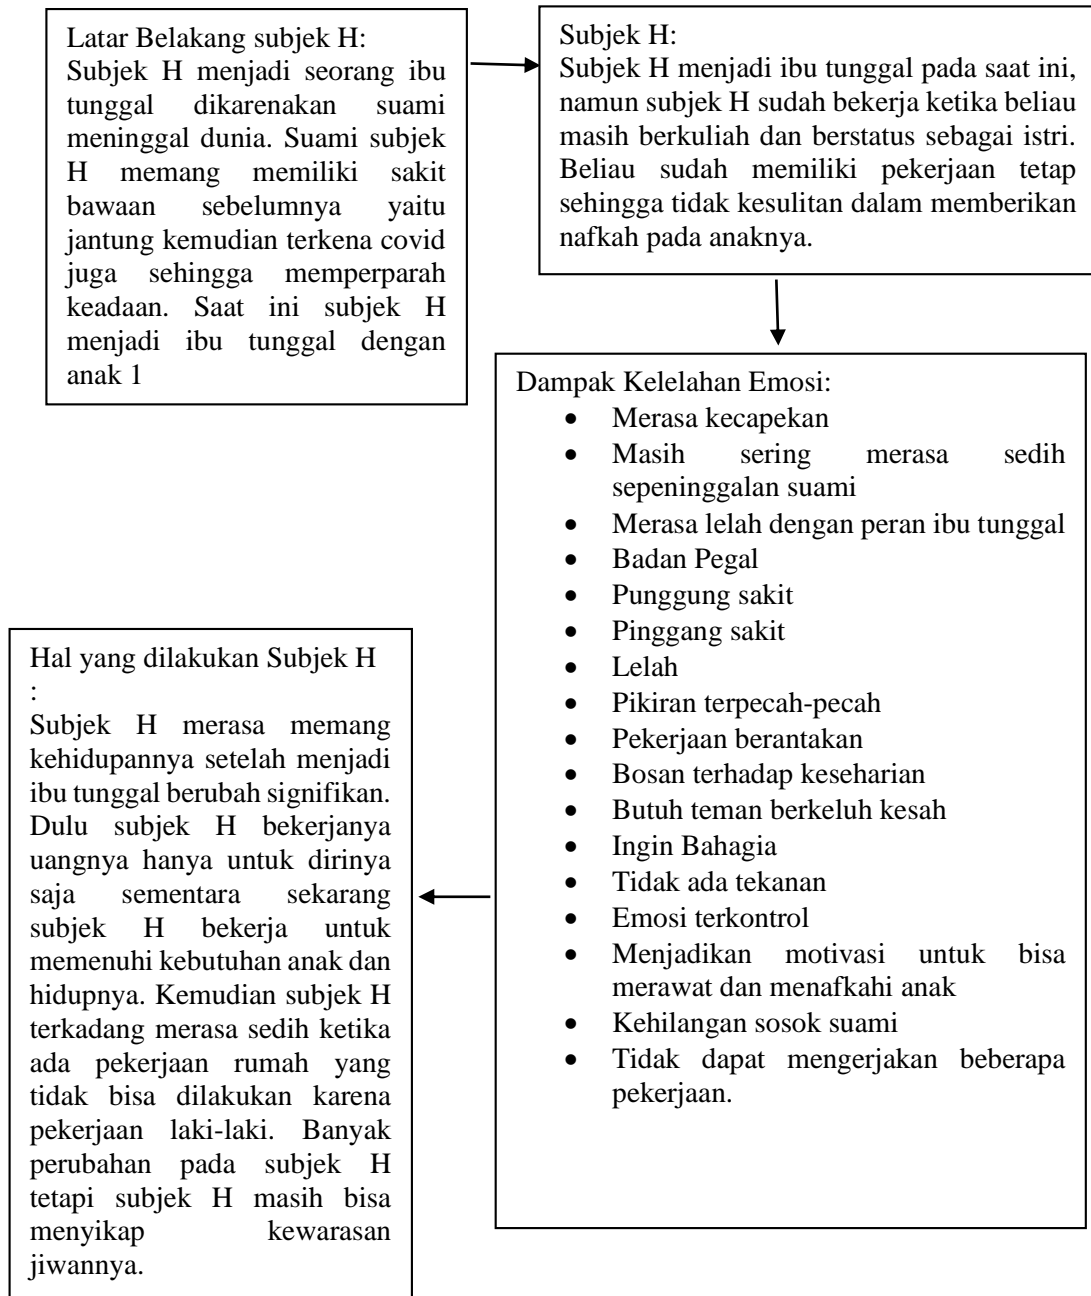 Latar Belakang subjek H:
Subjek H menjadi seorang ibu
tunggal dikarenakan suami
meninggal dunia. Suami subjek
H memang memiliki sakit
bawaan sebelumnya yaitu
jantung kemudian terkena covid
juga sehingga memperparah
keadaan. Saat ini subjek H
menjadi ibu tunggal dengan
anak 1
Subjek H:
Subjek H menjadi ibu tunggal pada saat ini,
namun subjek H sudah bekerja ketika beliau
masih berkuliah dan berstatus sebagai istri.
Beliau sudah memiliki pekerjaan tetap
sehingga tidak kesulitan dalam memberikan
nafkah pada anaknya.
Dampak Kelelahan Emosi:
• Merasa kecapekan
• Masih sering merasa sedih
sepeninggalan suami
• Merasa lelah dengan peran ibu tunggal
• Badan Pegal
• Punggung sakit
• Pinggang sakit
• Lelah
• Pikiran terpecah-pecah
• Pekerjaan berantakan
• Bosan terhadap keseharian
• Butuh teman berkeluh kesah
• Ingin Bahagia
• Tidak ada tekanan
• Emosi terkontrol
• Menjadikan motivasi untuk bisa
merawat dan menafkahi anak
• Kehilangan sosok suami
• Tidak dapat mengerjakan beberapa
pekerjaan.
Hal yang dilakukan Subjek H
:
Subjek H merasa memang
kehidupannya setelah menjadi
ibu tunggal berubah signifikan.
Dulu subjek H bekerjanya
uangnya hanya untuk dirinya
saja sementara sekarang
subjek H bekerja untuk
memenuhi kebutuhan anak dan
hidupnya. Kemudian subjek H
terkadang merasa sedih ketika
ada pekerjaan rumah yang
tidak bisa dilakukan karena
pekerjaan laki-laki. Banyak
perubahan pada subjek H
tetapi subjek H masih bisa
menyikap kewarasan
jiwannya.